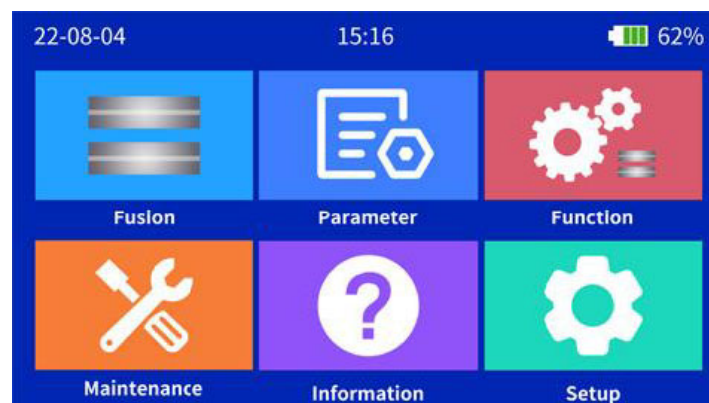 22-08-04 15:16 62%
Fusion Parameter Function
?
Maintenance Information Setup